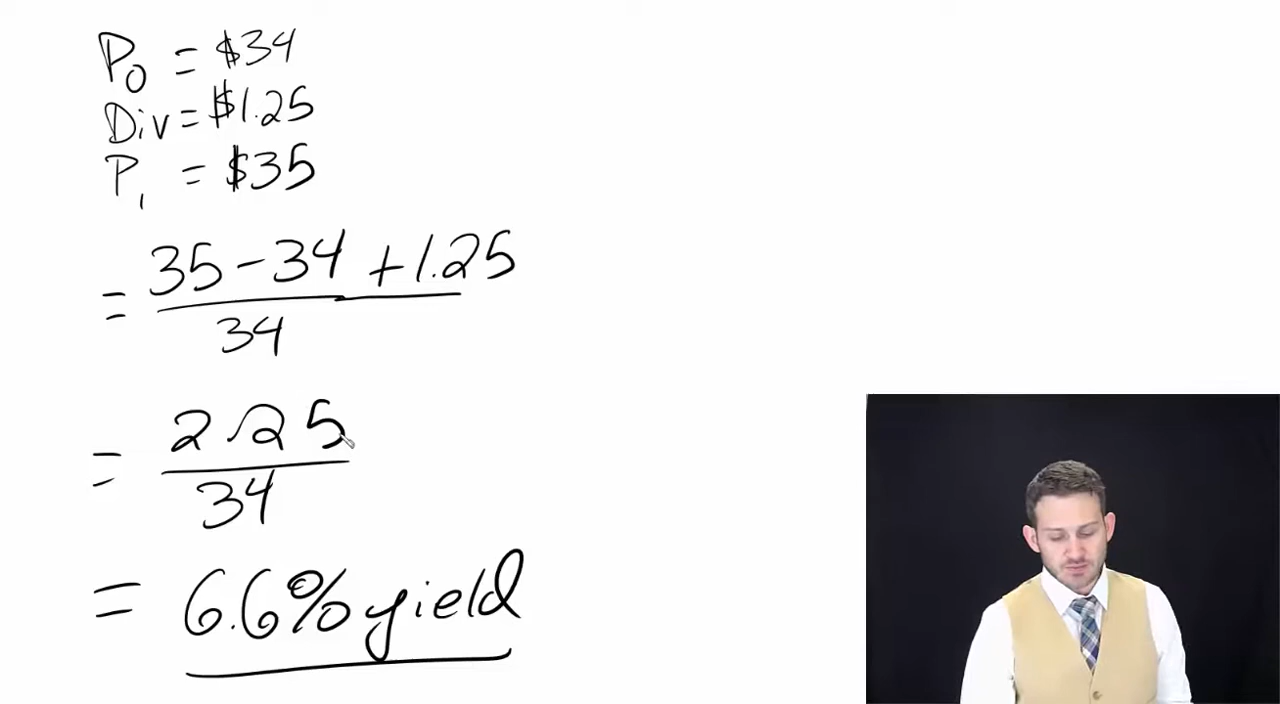 P0 = $34
Div = $1.25
P1 = $35
= 35 - 34 + 1.25
34
= 2.25
34
= 6.6% yield